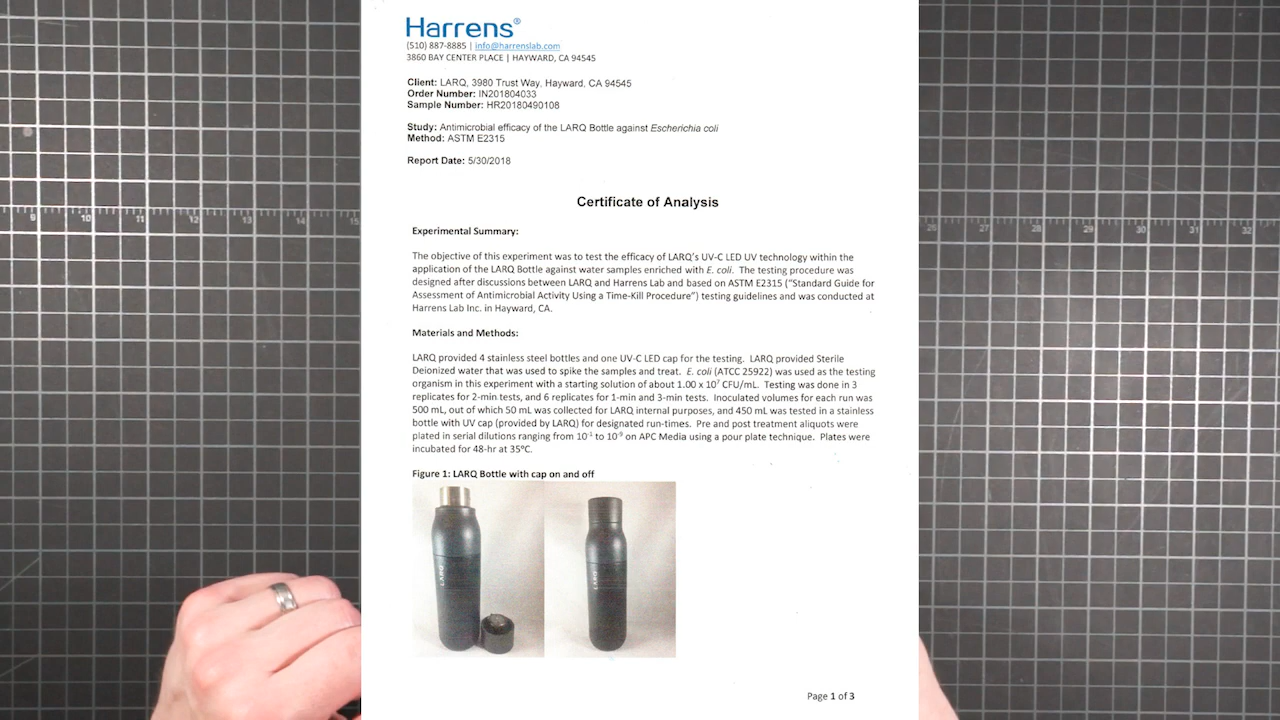 Harrens®
(510) 887-8885 | info@harrenslab.com
3860 BAY CENTER PLACE | HAYWARD, CA 94545
Client: LARQ, 3980 Trust Way, Hayward, CA 94545
Order Number: IN201804033
Sample Number: HR20180490108
Study: Antimicrobial efficacy of the LARQ Bottle against Escherichia coli
Method: ASTM E2315
Report Date: 5/30/2018
Certificate of Analysis
Experimental Summary:
The objective of this experiment was to test the efficacy of LARQ's UV-C LED UV technology within the
application of the LARQ Bottle against water samples enriched with E. coli. The testing procedure was
designed after discussions between LARQ and Harrens Lab and based on ASTM E2315 ("Standard Guide for
Assessment of Antimicrobial Activity Using a Time-Kill Procedure") testing guidelines and was conducted at
Harrens Lab Inc. in Hayward, CA.
Materials and Methods:
LARQ provided 4 stainless steel bottles and one UV-C LED cap for the testing. LARQ provided Sterile
Deionized water that was used to spike the samples and treat. E. coli (ATCC 25922) was used as the testing
organism in this experiment with a starting solution of about 1.00 x 10⁷ CFU/mL. Testing was done in 3
replicates for 2-min tests, and 6 replicates for 1-min and 3-min tests. Inoculated volumes for each run was
500 mL, out of which 50 mL was collected for LARQ internal purposes, and 450 mL was tested in a stainless
bottle with UV cap (provided by LARQ) for designated run-times. Pre and post treatment aliquots were
plated in serial dilutions ranging from 10⁻¹ to 10⁻⁹ on APC Media using a pour plate technique. Plates were
incubated for 48-hr at 35°C.
Figure 1: LARQ Bottle with cap on and off
LARQ
LARQ
Page 1 of 3
9 10 11 12 13 14 15
26 27 28 29 30 31 32